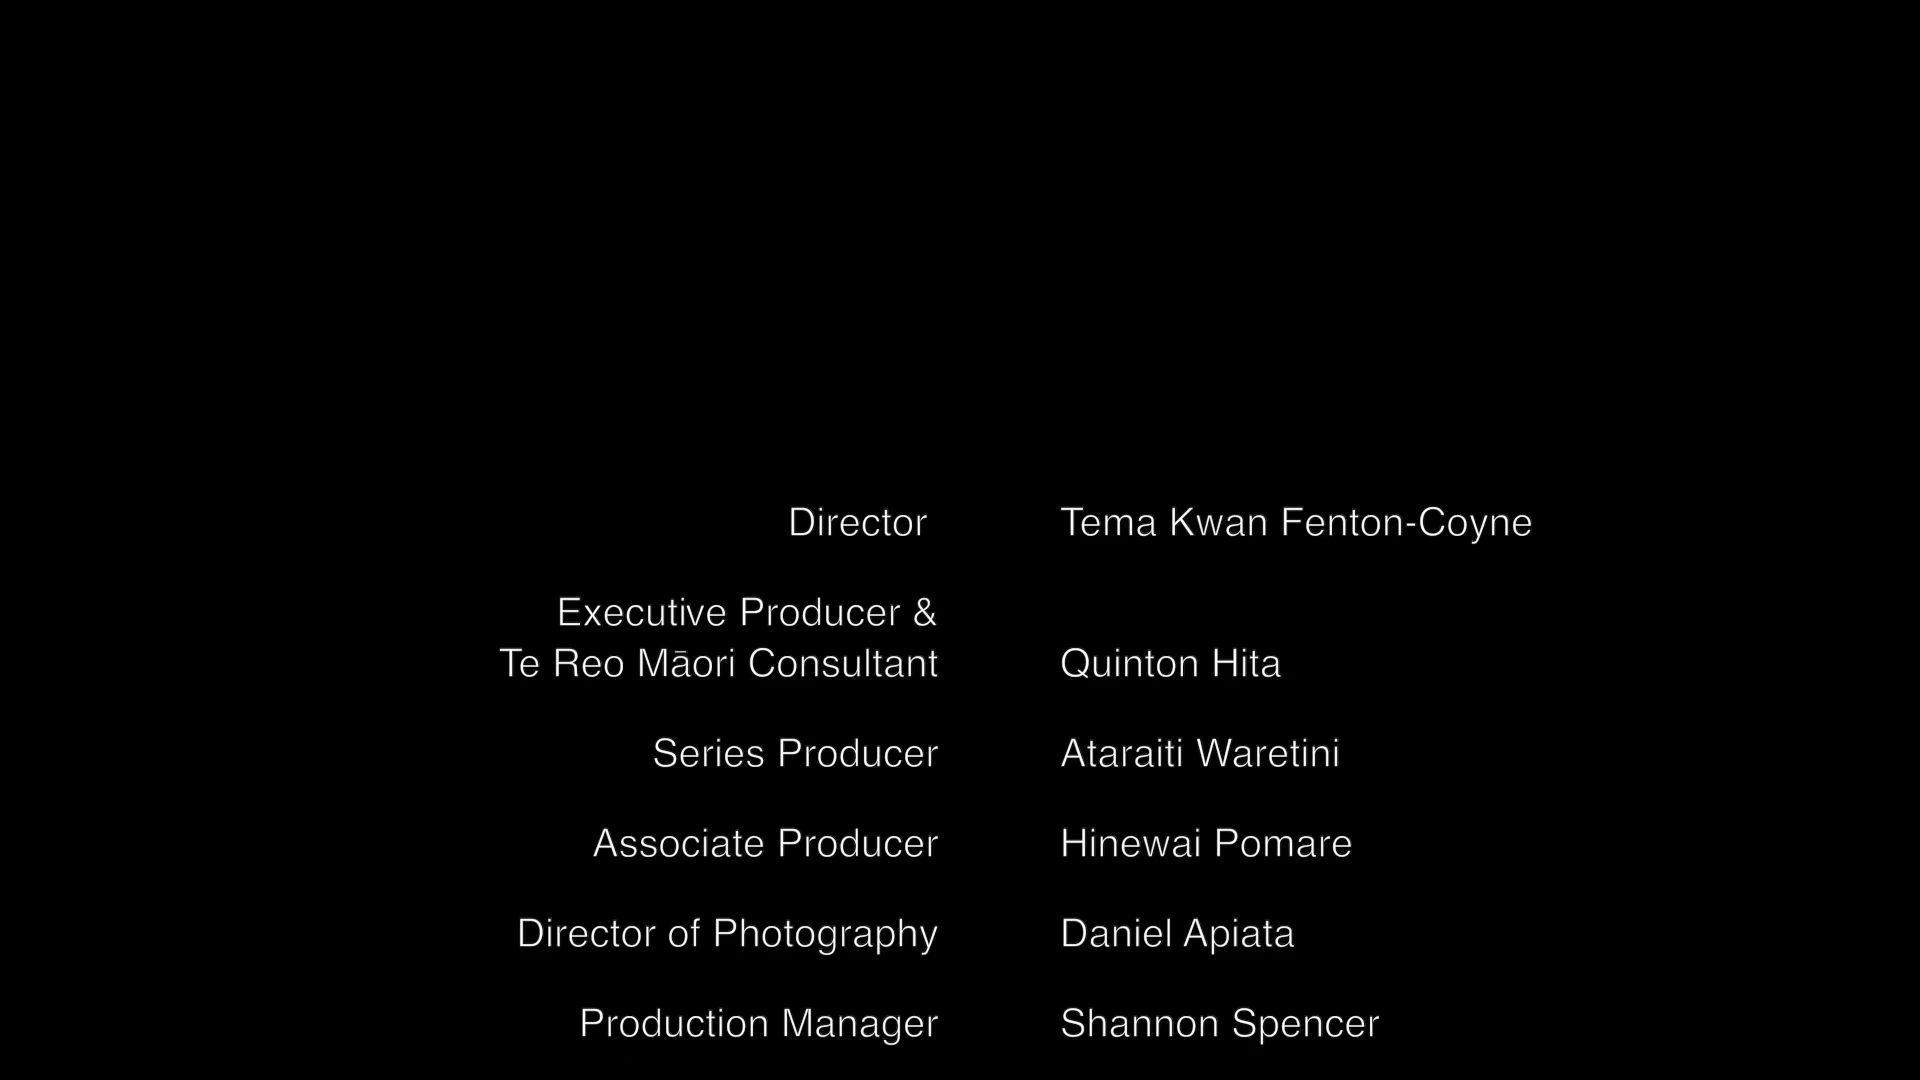 Director Tema Kwan Fenton-Coyne
Executive Producer &
Te Reo Māori Consultant Quinton Hita
Series Producer Ataraiti Waretini
Associate Producer Hinewai Pomare
Director of Photography Daniel Apiata
Production Manager Shannon Spencer